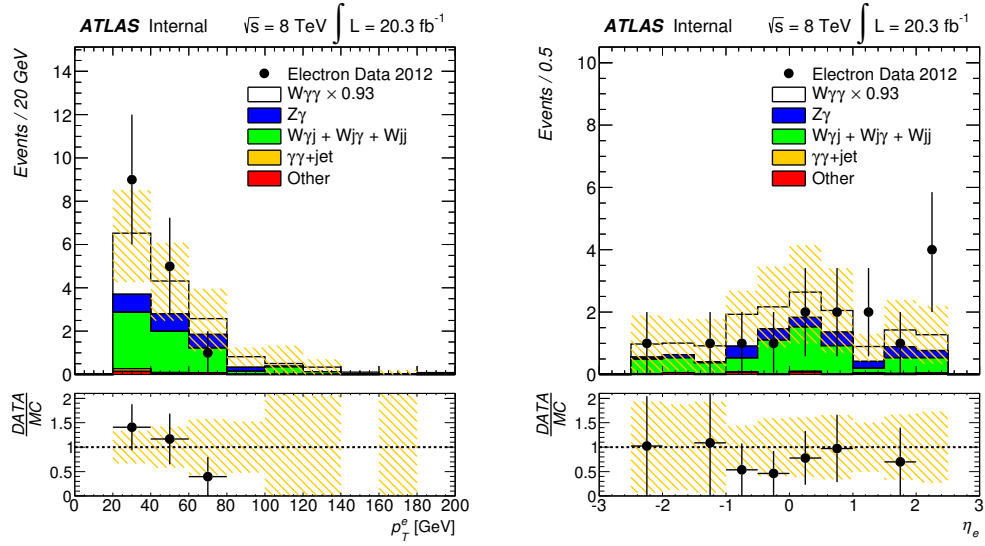 ATLAS Internal √s = 8 TeV ∫ L = 20.3 fb⁻¹
Events / 20 GeV
14
12
10
8
6
4
2
0
Electron Data 2012
Wγγ × 0.93
Zγ
Wγj + Wjγ + Wjj
γγ+jet
Other
DATA/MC
2
1.5
1
0.5
0
0 20 40 60 80 100 120 140 160 180 200
p_T^e [GeV]
ATLAS Internal √s = 8 TeV ∫ L = 20.3 fb⁻¹
Events / 0.5
10
8
6
4
2
0
Electron Data 2012
Wγγ × 0.93
Zγ
Wγj + Wjγ + Wjj
γγ+jet
Other
DATA/MC
2
1.5
1
0.5
0
-3 -2 -1 0 1 2 3
η_e